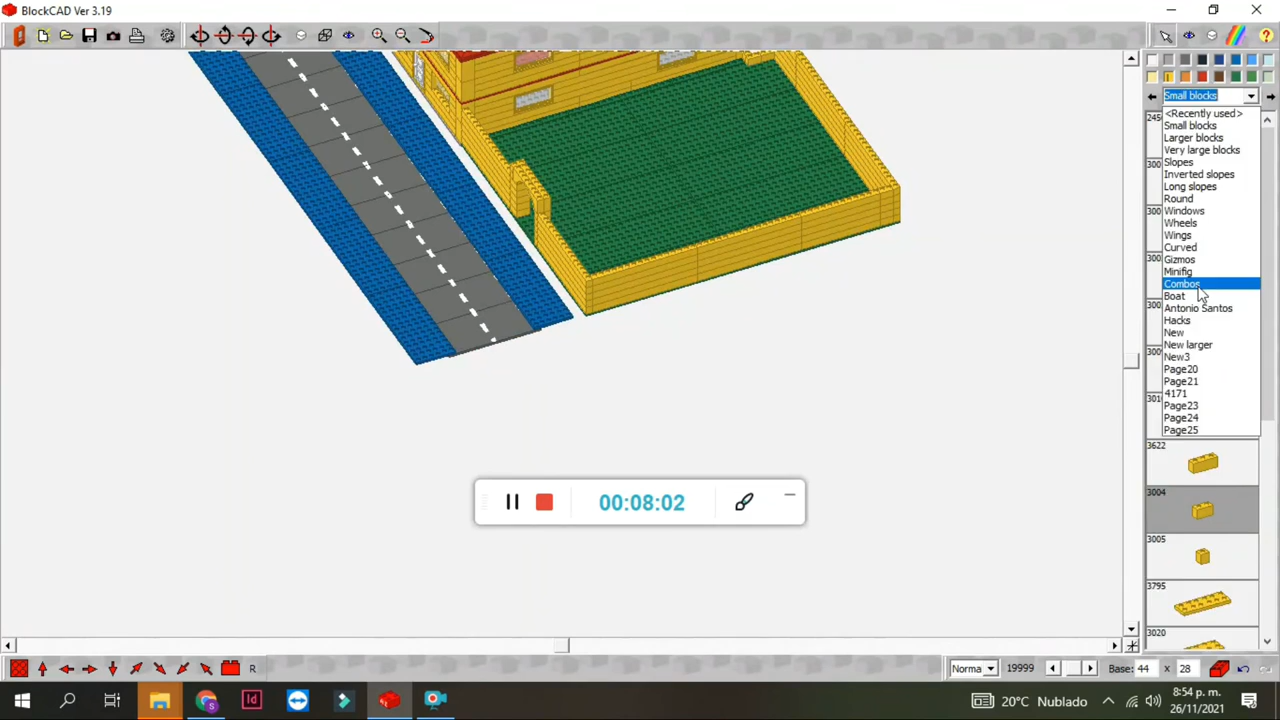 BlockCAD Ver 3.19
Small blocks
<Recently used>
Small blocks
Larger blocks
Very large blocks
Slopes
Inverted slopes
Long slopes
Round
Windows
Wheels
Wings
Curved
Gizmos
Minifig
Combos
Boat
Antonio Santos
Hacks
New
New larger
New3
Page20
Page21
4171
Page23
Page24
Page25
3622
3004
3005
3795
3020
00:08:02
R
Norma
19999
Base: 44 x 28
Id
20°C Nublado
8:54 p. m.
26/11/2021